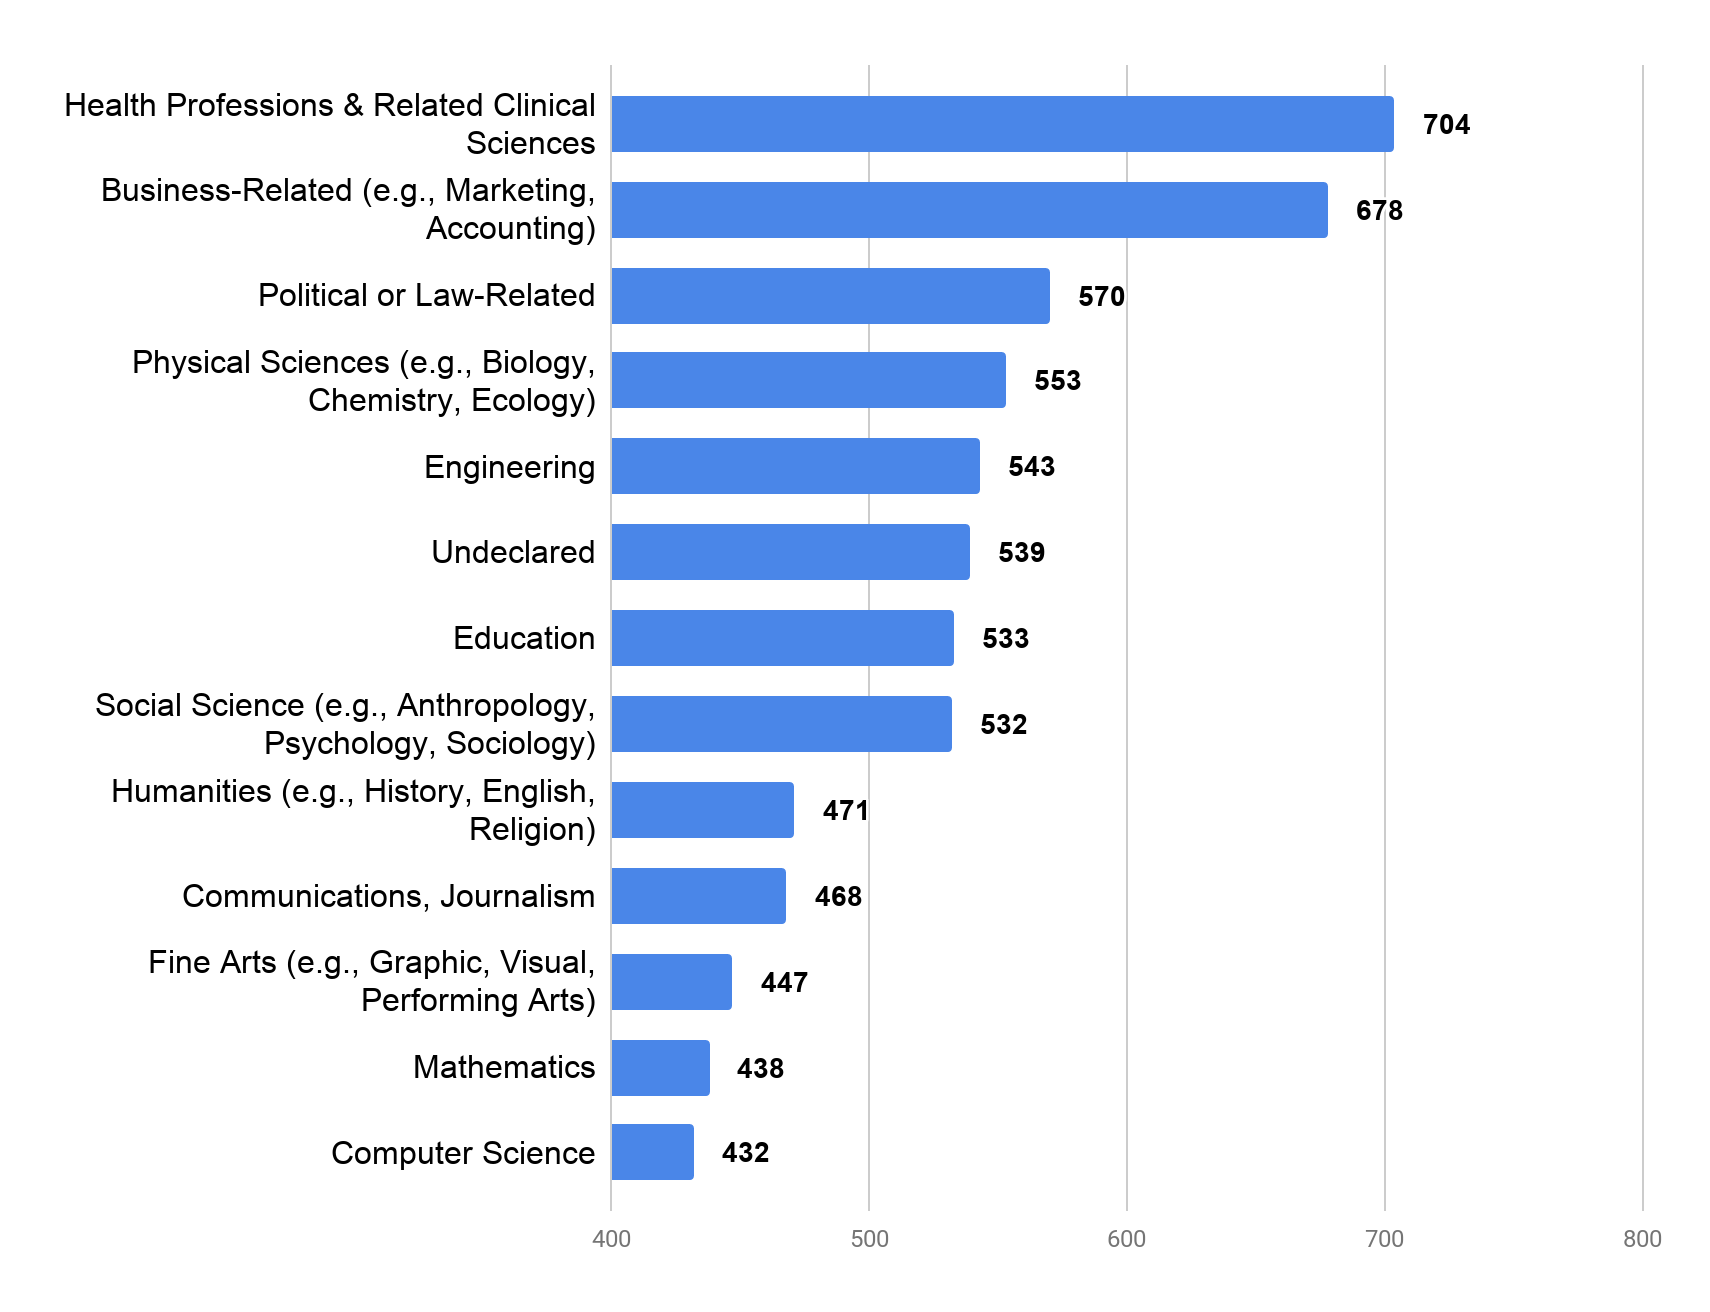 Health Professions & Related Clinical
Sciences
704
Business-Related (e.g., Marketing,
Accounting)
678
Political or Law-Related
570
Physical Sciences (e.g., Biology,
Chemistry, Ecology)
553
Engineering
543
Undeclared
539
Education
533
Social Science (e.g., Anthropology,
Psychology, Sociology)
532
Humanities (e.g., History, English,
Religion)
471
Communications, Journalism
468
Fine Arts (e.g., Graphic, Visual,
Performing Arts)
447
Mathematics
438
Computer Science
432
400 500 600 700 800